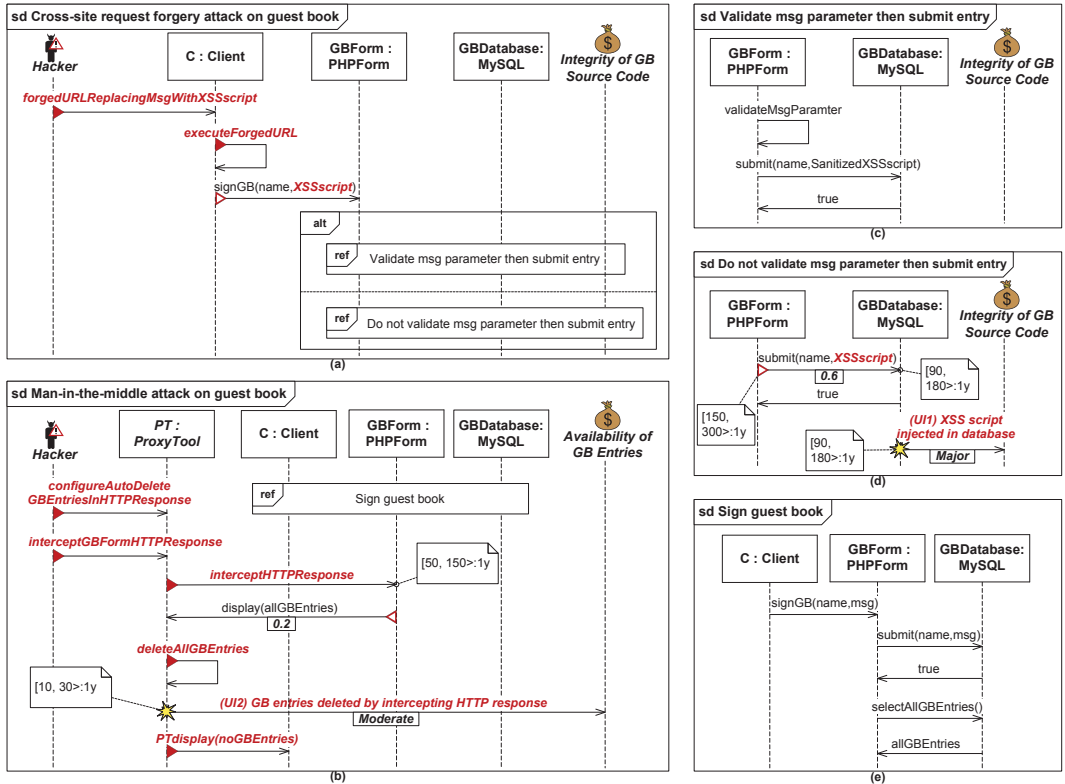 sd Cross-site request forgery attack on guest book
Hacker
C : Client
GBForm :
PHPForm
GBDatabase:
MySQL
$
Integrity of GB
Source Code
forgedURLReplacingMsgWithXSSscript
executeForgedURL
signGB(name,XSSscript)
alt
ref
Validate msg parameter then submit entry
ref
Do not validate msg parameter then submit entry
(a)
sd Man-in-the-middle attack on guest book
Hacker
PT :
ProxyTool
C : Client
GBForm :
PHPForm
GBDatabase:
MySQL
$
Availability of
GB Entries
configureAutoDelete
GBEntriesInHTTPResponse
ref
Sign guest book
interceptGBFormHTTPResponse
interceptHTTPResponse
[50, 150>:1y
display(allGBEntries)
0.2
deleteAllGBEntries
[10, 30>:1y
(UI2) GB entries deleted by intercepting HTTP response
Moderate
PTdisplay(noGBEntries)
(b)
sd Validate msg parameter then submit entry
GBForm :
PHPForm
GBDatabase:
MySQL
$
Integrity of GB
Source Code
validateMsgParamter
submit(name,SanitizedXSSscript)
true
(c)
sd Do not validate msg parameter then submit entry
GBForm :
PHPForm
GBDatabase:
MySQL
$
Integrity of GB
Source Code
submit(name,XSSscript)
0.6
[90,
180>:1y
true
[150,
300>:1y
(UI1) XSS script
injected in database
[90,
180>:1y
Major
(d)
sd Sign guest book
C : Client
GBForm :
PHPForm
GBDatabase:
MySQL
signGB(name,msg)
submit(name,msg)
true
selectAllGBEntries()
allGBEntries
(e)